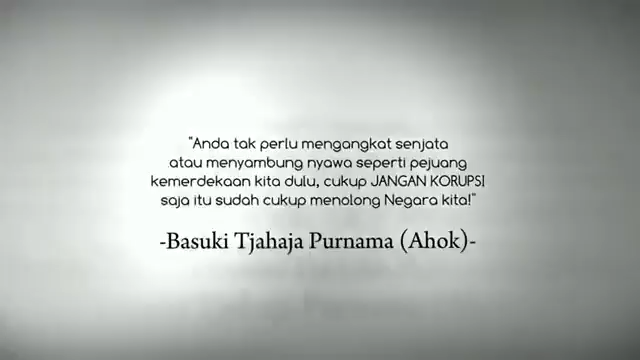 "Anda tak perlu mengangkat senjata
atau menyambung nyawa seperti pejuang
kemerdekaan kita dulu, cukup JANGAN KORUPSI
saja itu sudah cukup menolong Negara kita!"
-Basuki Tjahaja Purnama (Ahok)-